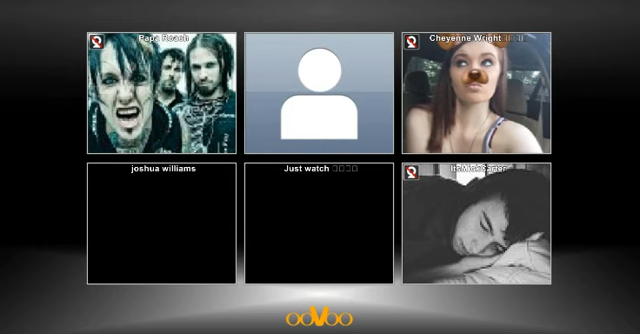 Papa Roach
Cheyenne Wright
joshua williams
Just watch
ooVoo